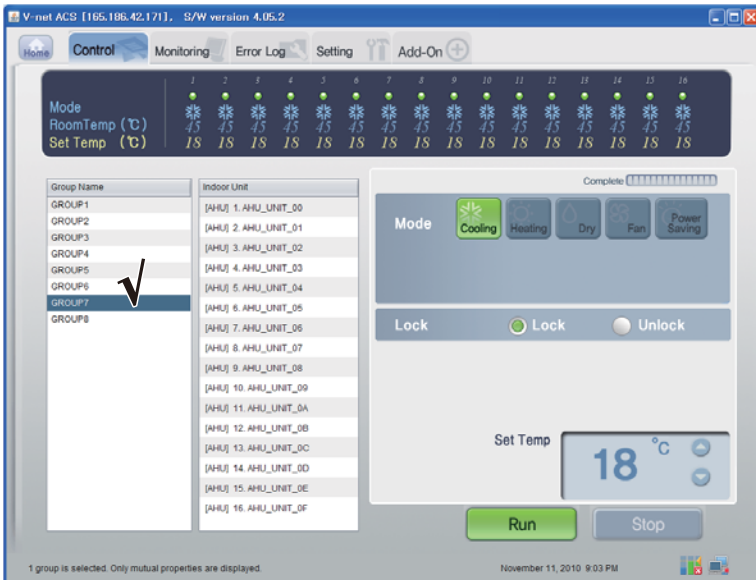 V-net ACS [165.186.42.171], S/W version 4.05.2
Home Control Monitoring Error Log Setting Add-On
1 2 3 4 5 6 7 8 9 10 11 12 13 14 15 16
Mode
RoomTemp (℃) 45 45 45 45 45 45 45 45 45 45 45 45 45 45 45 45
Set Temp (℃) 18 18 18 18 18 18 18 18 18 18 18 18 18 18 18 18
Group Name
GROUP1
GROUP2
GROUP3
GROUP4
GROUP5
GROUP6
GROUP7
GROUP8
√
Indoor Unit
[AHU] 1. AHU_UNIT_00
[AHU] 2. AHU_UNIT_01
[AHU] 3. AHU_UNIT_02
[AHU] 4. AHU_UNIT_03
[AHU] 5. AHU_UNIT_04
[AHU] 6. AHU_UNIT_05
[AHU] 7. AHU_UNIT_06
[AHU] 8. AHU_UNIT_07
[AHU] 9. AHU_UNIT_08
[AHU] 10. AHU_UNIT_09
[AHU] 11. AHU_UNIT_0A
[AHU] 12. AHU_UNIT_0B
[AHU] 13. AHU_UNIT_0C
[AHU] 14. AHU_UNIT_0D
[AHU] 15. AHU_UNIT_0E
[AHU] 16. AHU_UNIT_0F
Complete
Mode Cooling Heating Dry Fan Power
Saving
Lock Lock Unlock
Set Temp 18 °C
Run Stop
1 group is selected. Only mutual properties are displayed. November 11, 2010 9:03 PM